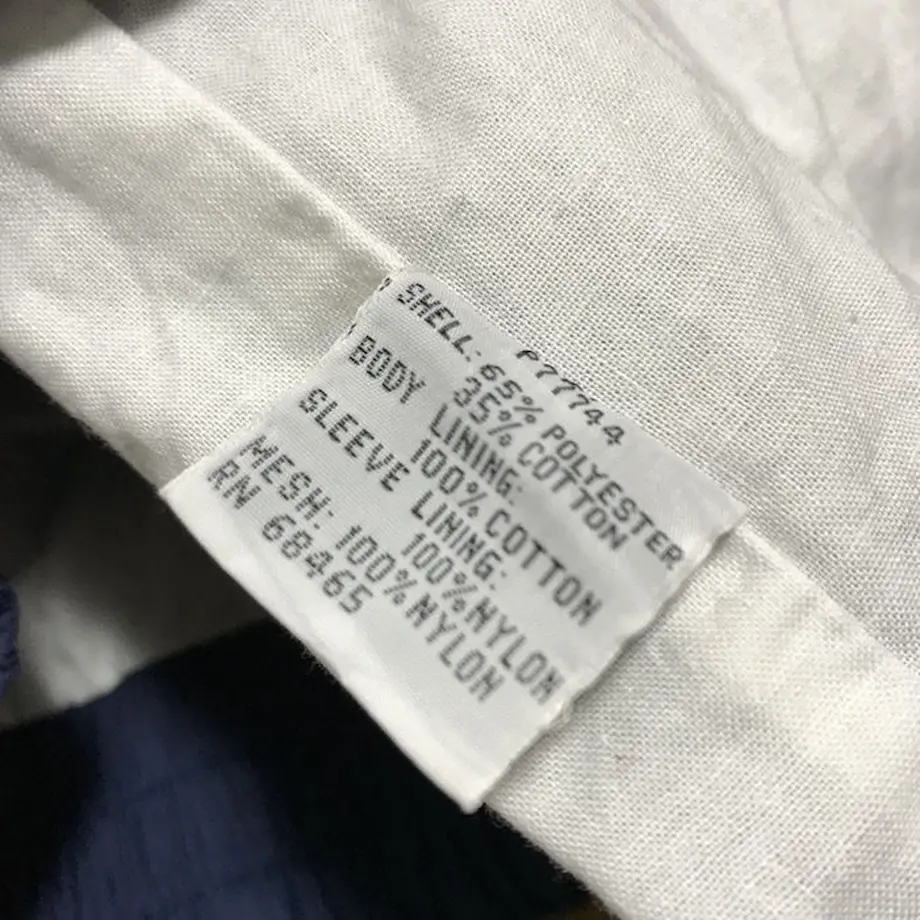 P77744
SHELL: 65% POLYESTER
35% COTTON
BODY LINING:
100% COTTON
SLEEVE LINING:
100% NYLON
MESH: 100% NYLON
RN 68465